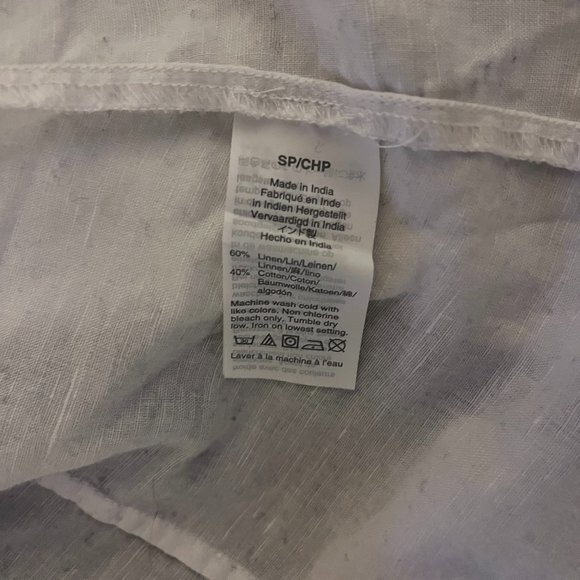 SP/CHP
Made in India
Fabriqué en Inde
in Indien Hergestellt
Vervaardigd in India
インド製
Hecho en India
60% Linen/Lin/Leinen/
Linnen/麻/lino
40% Cotton/Coton/
Baumwolle/Katoen/綿/
algodón
Machine wash cold with
like colors. Non chlorine
bleach only. Tumble dry
low. Iron on lowest setting.
Laver à la machine à l'eau